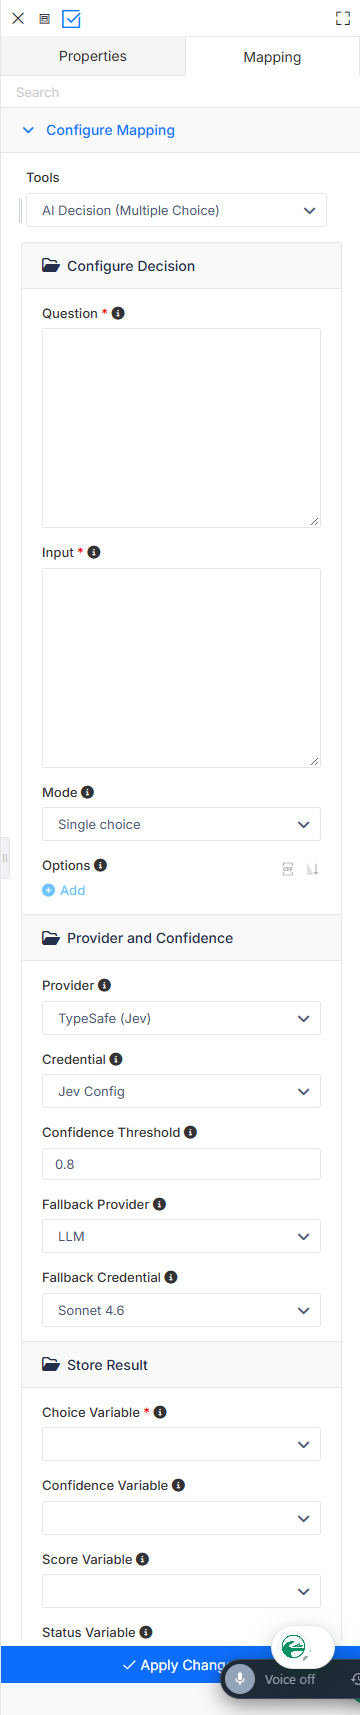 Properties
Mapping
Search
Configure Mapping
Tools
AI Decision (Multiple Choice)
Configure Decision
Question *
Input *
Mode
Single choice
Options
CSV
Add
Provider and Confidence
Provider
TypeSafe (Jev)
Credential
Jev Config
Confidence Threshold
0.8
Fallback Provider
LLM
Fallback Credential
Sonnet 4.6
Store Result
Choice Variable *
Confidence Variable
Score Variable
Status Variable
Apply Chang
Voice off